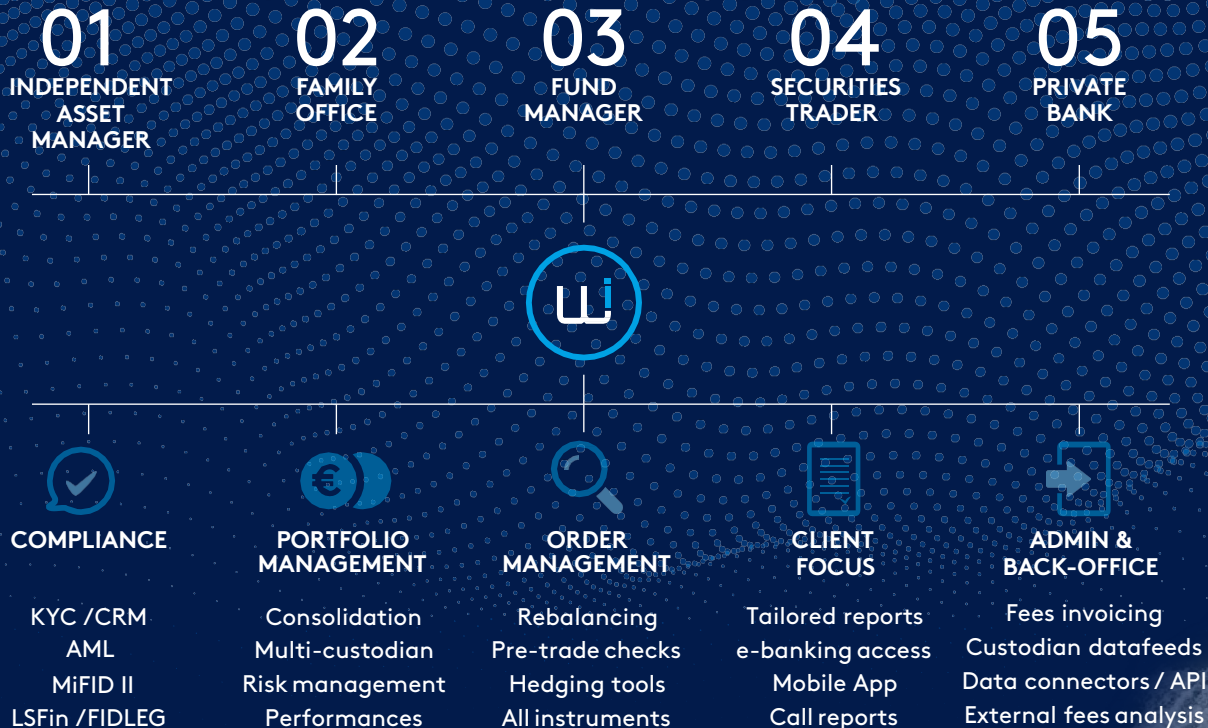 01
INDEPENDENT
ASSET
MANAGER
02
FAMILY
OFFICE
03
FUND
MANAGER
04
SECURITIES
TRADER
05
PRIVATE
BANK
wi
COMPLIANCE
KYC /CRM
AML
MiFID II
LSFin /FIDLEG
PORTFOLIO
MANAGEMENT
Consolidation
Multi-custodian
Risk management
Performances
ORDER
MANAGEMENT
Rebalancing
Pre-trade checks
Hedging tools
All instruments
CLIENT
FOCUS
Tailored reports
e-banking access
Mobile App
Call reports
ADMIN &
BACK-OFFICE
Fees invoicing
Custodian datafeeds
Data connectors / API
External fees analysis